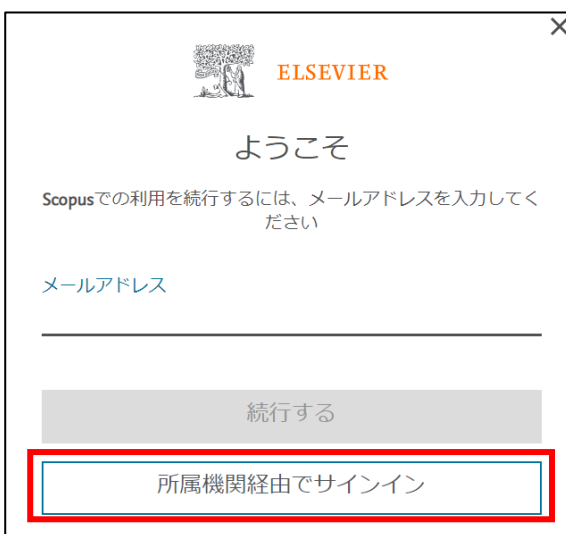 ELSEVIER
ようこそ
Scopusでの利用を続行するには、メールアドレスを入力してく
ださい
メールアドレス
続行する
所属機関経由でサインイン